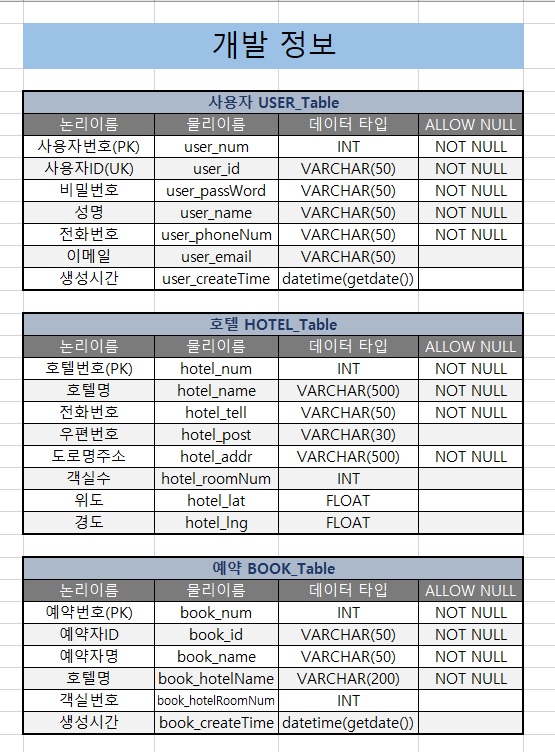 개발 정보
사용자 USER_Table
논리이름 물리이름 데이터 타입 ALLOW NULL
사용자번호(PK) user_num INT NOT NULL
사용자ID(UK) user_id VARCHAR(50) NOT NULL
비밀번호 user_passWord VARCHAR(50) NOT NULL
성명 user_name VARCHAR(50) NOT NULL
전화번호 user_phoneNum VARCHAR(50) NOT NULL
이메일 user_email VARCHAR(50)
생성시간 user_createTime datetime(getdate())
호텔 HOTEL_Table
논리이름 물리이름 데이터 타입 ALLOW NULL
호텔번호(PK) hotel_num INT NOT NULL
호텔명 hotel_name VARCHAR(500) NOT NULL
전화번호 hotel_tell VARCHAR(50) NOT NULL
우편번호 hotel_post VARCHAR(30)
도로명주소 hotel_addr VARCHAR(500) NOT NULL
객실수 hotel_roomNum INT
위도 hotel_lat FLOAT
경도 hotel_lng FLOAT
예약 BOOK_Table
논리이름 물리이름 데이터 타입 ALLOW NULL
예약번호(PK) book_num INT NOT NULL
예약자ID book_id VARCHAR(50) NOT NULL
예약자명 book_name VARCHAR(50) NOT NULL
호텔명 book_hotelName VARCHAR(200) NOT NULL
객실번호 book_hotelRoomNum INT
생성시간 book_createTime datetime(getdate())